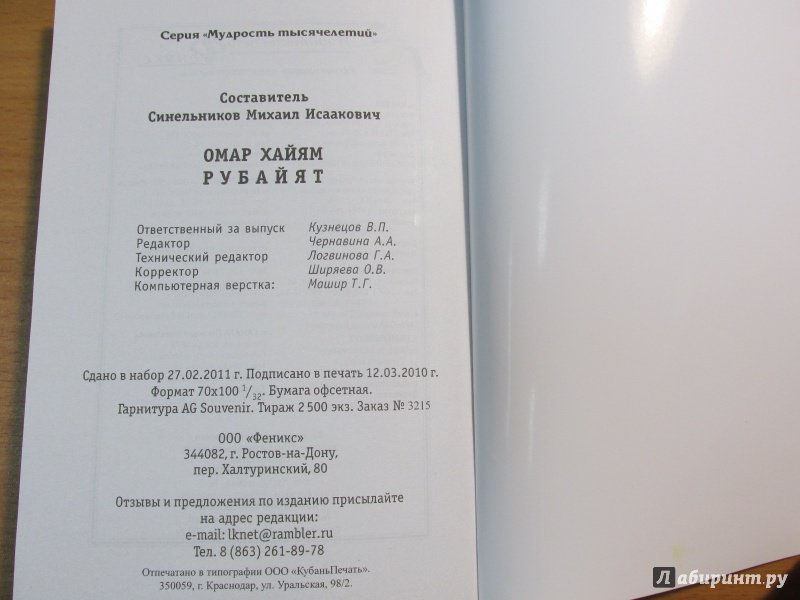 Серия «Мудрость тысячелетий»
Составитель
Синельников Михаил Исаакович
ОМАР ХАЙЯМ
РУБАЙЯТ
Ответственный за выпуск Кузнецов В.П.
Редактор Чернавина А.А.
Технический редактор Логвинова Г.А.
Корректор Ширяева О.В.
Компьютерная верстка: Машир Т.Г.
Сдано в набор 27.02.2011 г. Подписано в печать 12.03.2010 г.
Формат 70х100 1/32. Бумага офсетная.
Гарнитура AG Souvenir. Тираж 2 500 экз. Заказ № 3215
ООО «Феникс»
344082, г. Ростов-на-Дону,
пер. Халтуринский, 80
Отзывы и предложения по изданию присылайте
на адрес редакции:
e-mail: lknet@rambler.ru
Тел. 8 (863) 261-89-78
Отпечатано в типографии ООО «КубаньПечать».
350059, г. Краснодар, ул. Уральская, 98/2.
Лабиринт.ру